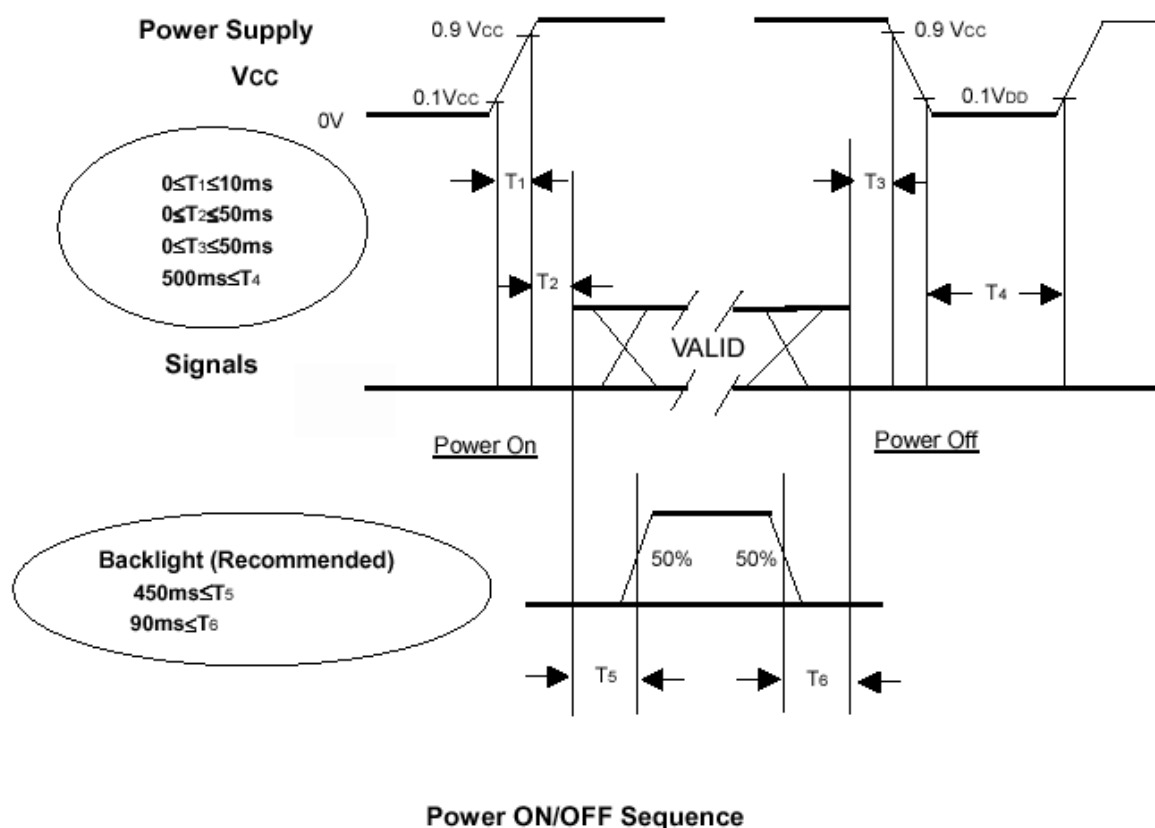 Power Supply
VCC
0.9 VCC
0.1VCC
0V
0.9 VCC
0.1VDD
0≤T1≤10ms
0≤T2≤50ms
0≤T3≤50ms
500ms≤T4
T1
T2
T3
T4
Signals
VALID
Power On
Power Off
Backlight (Recommended)
450ms≤T5
90ms≤T6
50%
50%
T5
T6
Power ON/OFF Sequence